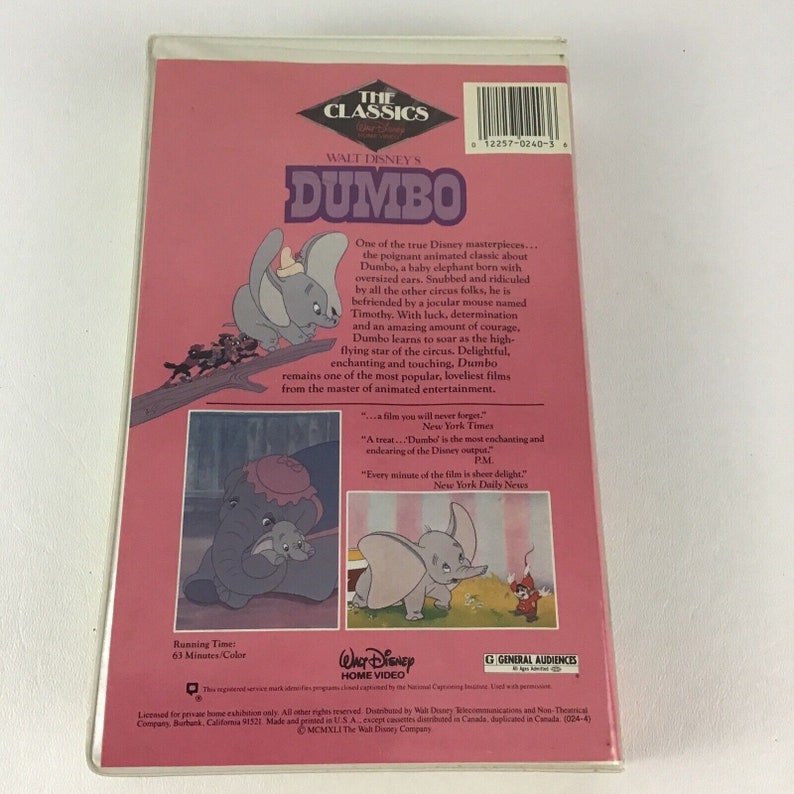 THE
CLASSICS
Walt Disney
HOME VIDEO
0 12257-0240-3 6
WALT DISNEY'S
DUMBO
One of the true Disney masterpieces...
the poignant animated classic about
Dumbo, a baby elephant born with
oversized ears. Snubbed and ridiculed
by all the other circus folks, he is
befriended by a jocular mouse named
Timothy. With luck, determination
and an amazing amount of courage,
Dumbo learns to soar as the high-
flying star of the circus. Delightful,
enchanting and touching, Dumbo
remains one of the most popular, loveliest films
from the master of animated entertainment.
“...a film you will never forget.”
New York Times
“A treat...‘Dumbo’ is the most enchanting and
endearing of the Disney output.”
P.M.
“Every minute of the film is sheer delight.”
New York Daily News
Running Time:
63 Minutes/Color
Walt Disney
HOME VIDEO
G GENERAL AUDIENCES
All Ages Admitted
This registered service mark identifies programs closed captioned by the National Captioning Institute. Used with permission.
Licensed for private home exhibition only. All other rights reserved. Distributed by Walt Disney Telecommunications and Non-Theatrical
Company, Burbank, California 91521. Made and printed in U.S.A., except cassettes distributed in Canada, duplicated in Canada. (024-4)
© MCMXLI The Walt Disney Company.